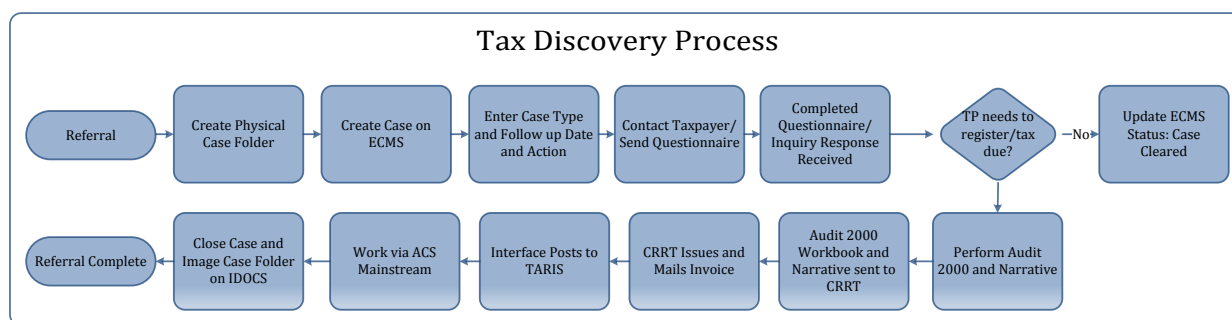 Tax Discovery Process
Referral
Create Physical
Case Folder
Create Case on
ECMS
Enter Case Type
and Follow up Date
and Action
Contact Taxpayer/
Send Questionnaire
Completed
Questionnaire/
Inquiry Response
Received
TP needs to
register/tax
due?
No
Update ECMS
Status: Case
Cleared
Referral Complete
Close Case and
Image Case Folder
on IDOCS
Work via ACS
Mainstream
Interface Posts to
TARIS
CRRT Issues and
Mails Invoice
Audit 2000
Workbook and
Narrative sent to
CRRT
Perform Audit
2000 and Narrative